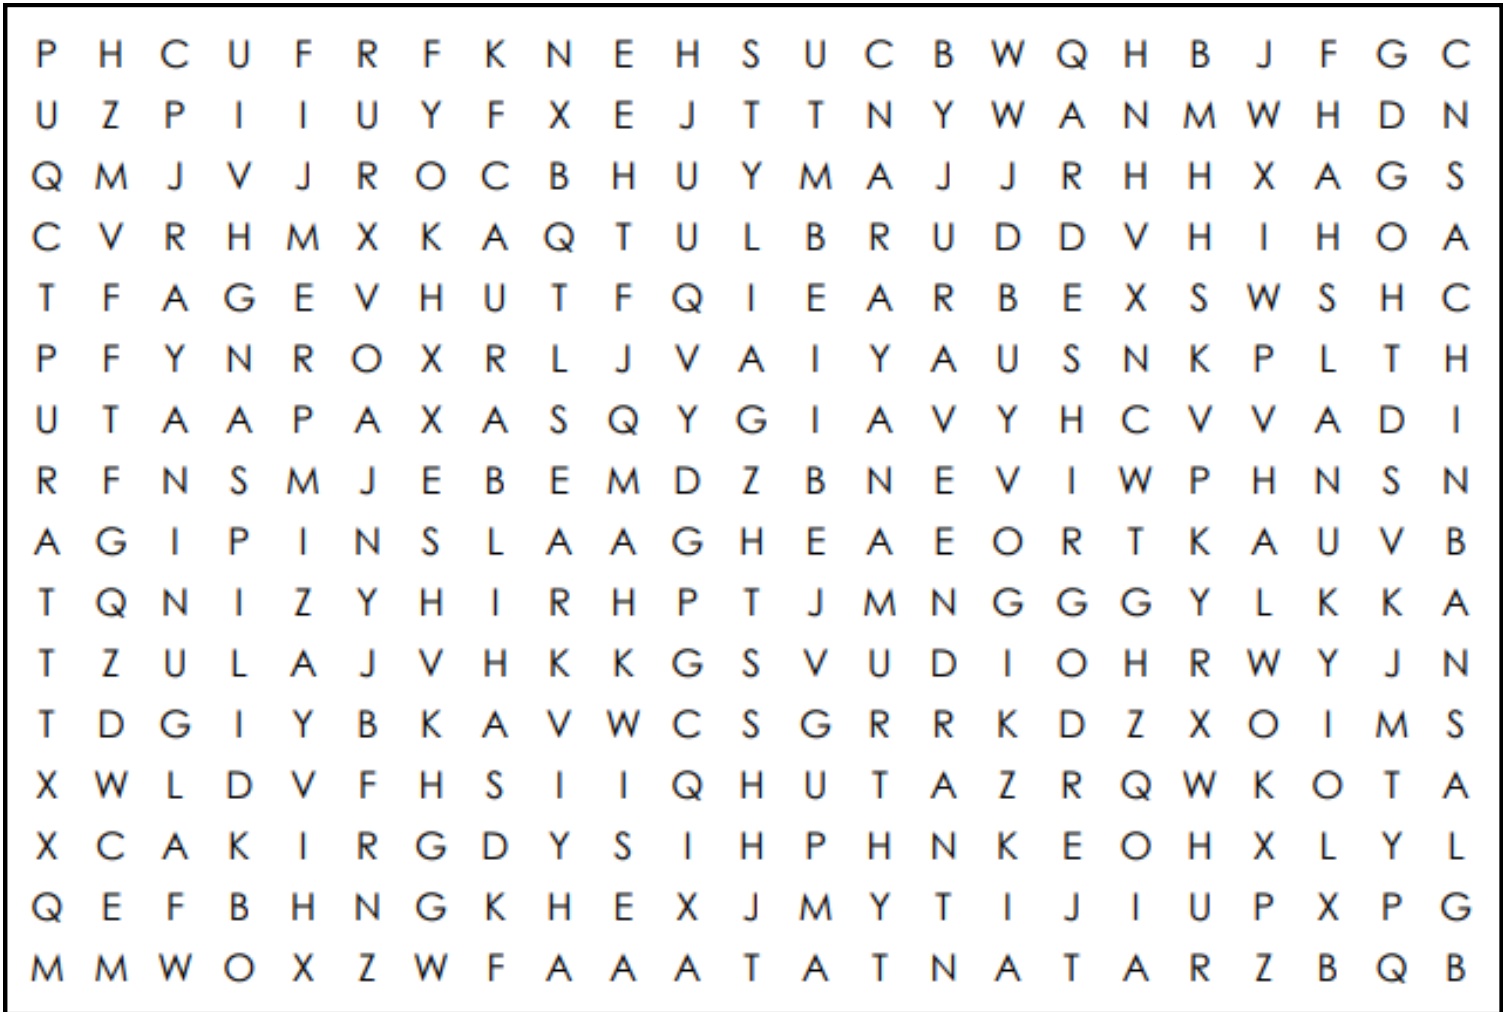 P H C U F R F K N E H S U C B W Q H B J F G C
U Z P I I U Y F X E J T T N Y W A N M W H D N
Q M J V J R O C B H U Y M A J J R H H X A G S
C V R H M X K A Q T U L B R U D D V H I H O A
T F A G E V H U T F Q I E A R B E X S W S H C
P F Y N R O X R L J V A I Y A U S N K P L T H
U T A A P A X A S Q Y G I A V Y H C V V A D I
R F N S M J E B E M D Z B N E V I W P H N S N
A G I P I N S L A A G H E A E O R T K A U V B
T Q N I Z Y H I R H P T J M N G G G Y L K K A
T Z U L A J V H K K G S V U D I O H R W Y J N
T D G I Y B K A V W C S G R R K D Z X O I M S
X W L D V F H S I I Q H U T A Z R Q W K O T A
X C A K I R G D Y S I H P H N K E O H X L Y L
Q E F B H N G K H E X J M Y T I J I U P X P G
M M W O X Z W F A A A T A T N A T A R Z B Q B